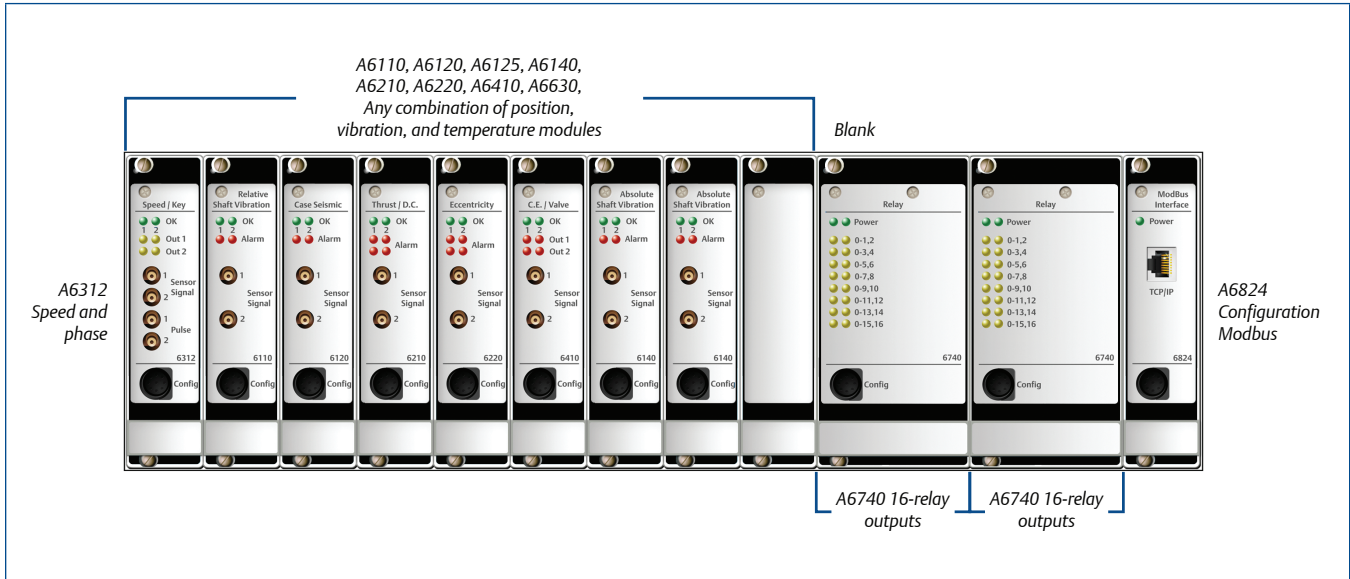 A6110, A6120, A6125, A6140,
A6210, A6220, A6410, A6630,
Any combination of position,
vibration, and temperature modules
Blank
A6312
Speed and
phase
Speed / Key
OK
1 2
Out 1
Out 2
1
Sensor
Signal
2
1
Pulse
2
6312
Config
Relative
Shaft Vibration
OK
1 2
Alarm
1
Sensor
Signal
2
6110
Config
Case Seismic
OK
1 2
Alarm
1
Sensor
Signal
2
6120
Config
Thrust / D.C.
OK
1 2
Alarm
1
Sensor
Signal
2
6210
Config
Eccentricity
OK
1 2
Alarm
1
Sensor
Signal
2
6220
Config
C.E. / Valve
OK
1 2
Out 1
Out 2
1
Sensor
Signal
2
6410
Config
Absolute
Shaft Vibration
OK
1 2
Alarm
1
Sensor
Signal
2
6140
Config
Absolute
Shaft Vibration
OK
1 2
Alarm
1
Sensor
Signal
2
6140
Config
Relay
Power
0-1,2
0-3,4
0-5,6
0-7,8
0-9,10
0-11,12
0-13,14
0-15,16
6740
Config
Relay
Power
0-1,2
0-3,4
0-5,6
0-7,8
0-9,10
0-11,12
0-13,14
0-15,16
6740
Config
ModBus
Interface
Power
TCP/IP
6824
A6824
Configuration
Modbus
A6740 16-relay
outputs
A6740 16-relay
outputs